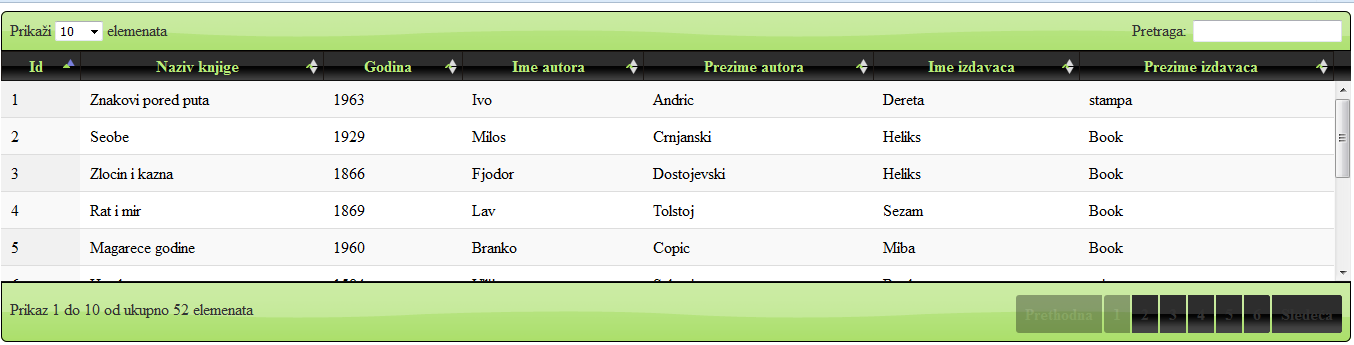 Prikaži 10 elemenata Pretraga:
Id Naziv knjige Godina Ime autora Prezime autora Ime izdavaca Prezime izdavaca
1 Znakovi pored puta 1963 Ivo Andric Dereta stampa
2 Seobe 1929 Milos Crnjanski Heliks Book
3 Zlocin i kazna 1866 Fjodor Dostojevski Heliks Book
4 Rat i mir 1869 Lav Tolstoj Sezam Book
5 Magarece godine 1960 Branko Copic Miba Book
Prikaz 1 do 10 od ukupno 52 elemenata Prethodna 1 2 3 4 5 6 Sledeca